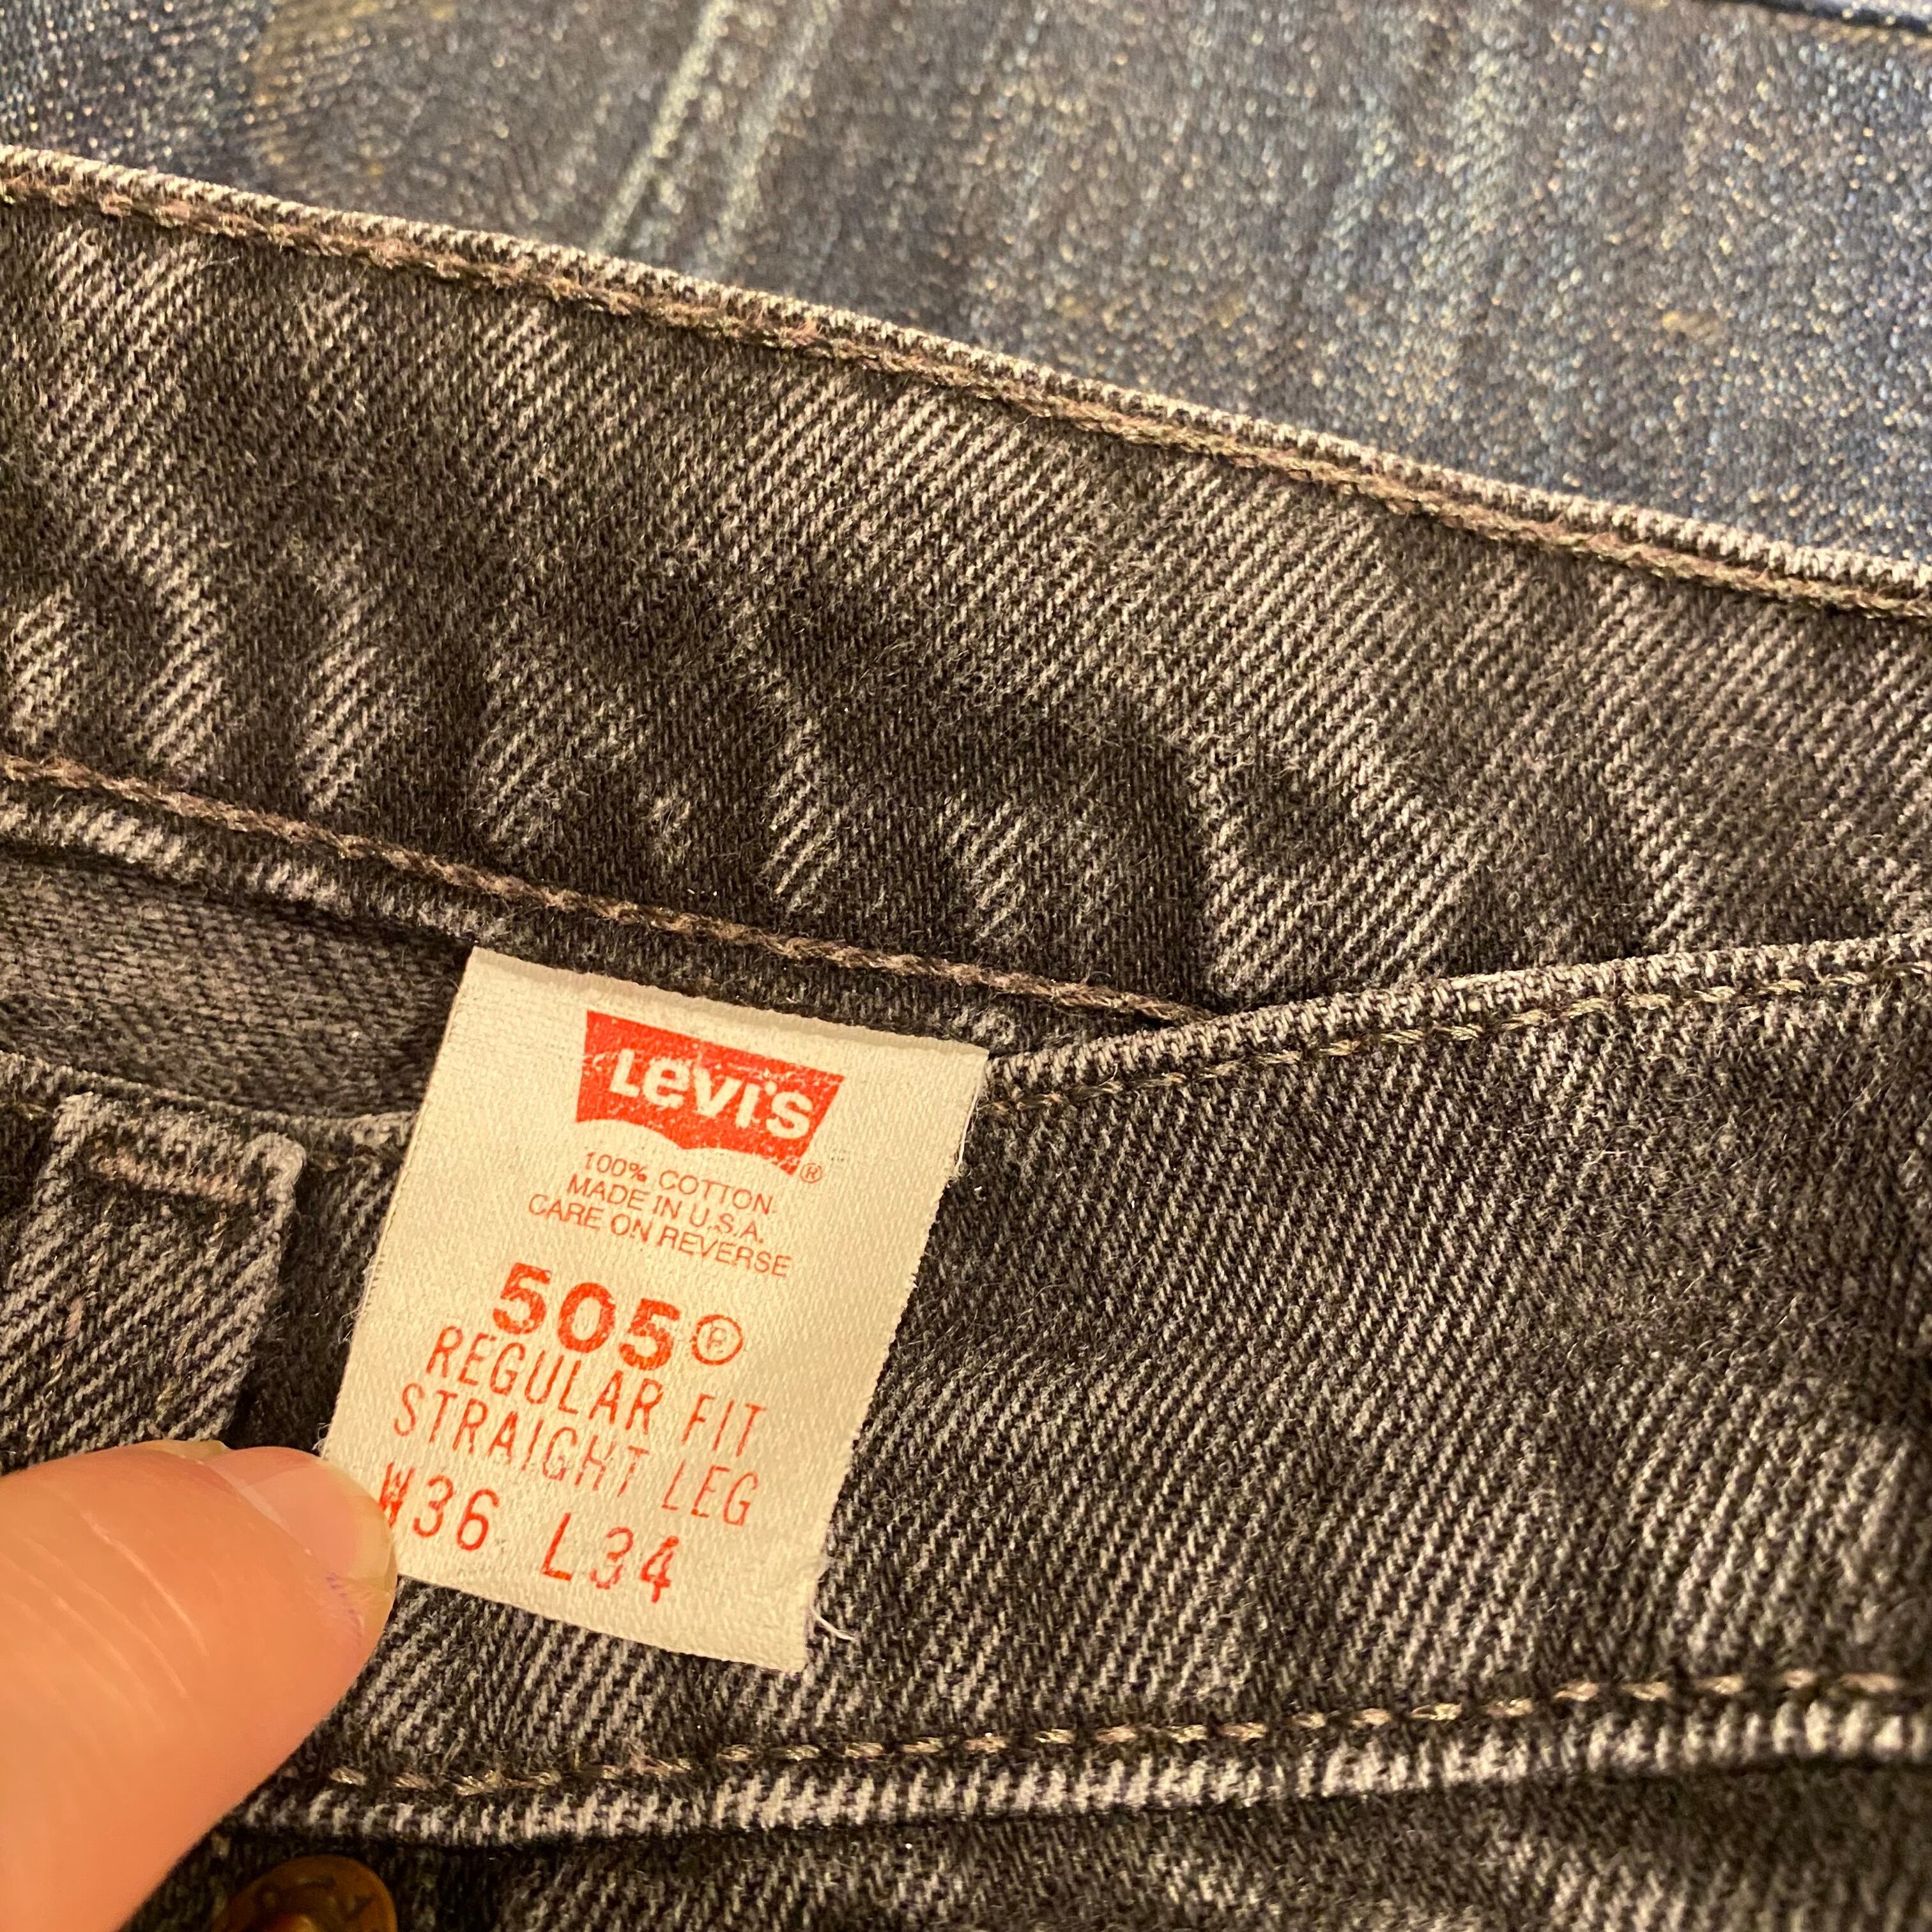 Levi's ®
100% COTTON
MADE IN U.S.A.
CARE ON REVERSE
505®
REGULAR FIT
STRAIGHT LEG
W36 L34